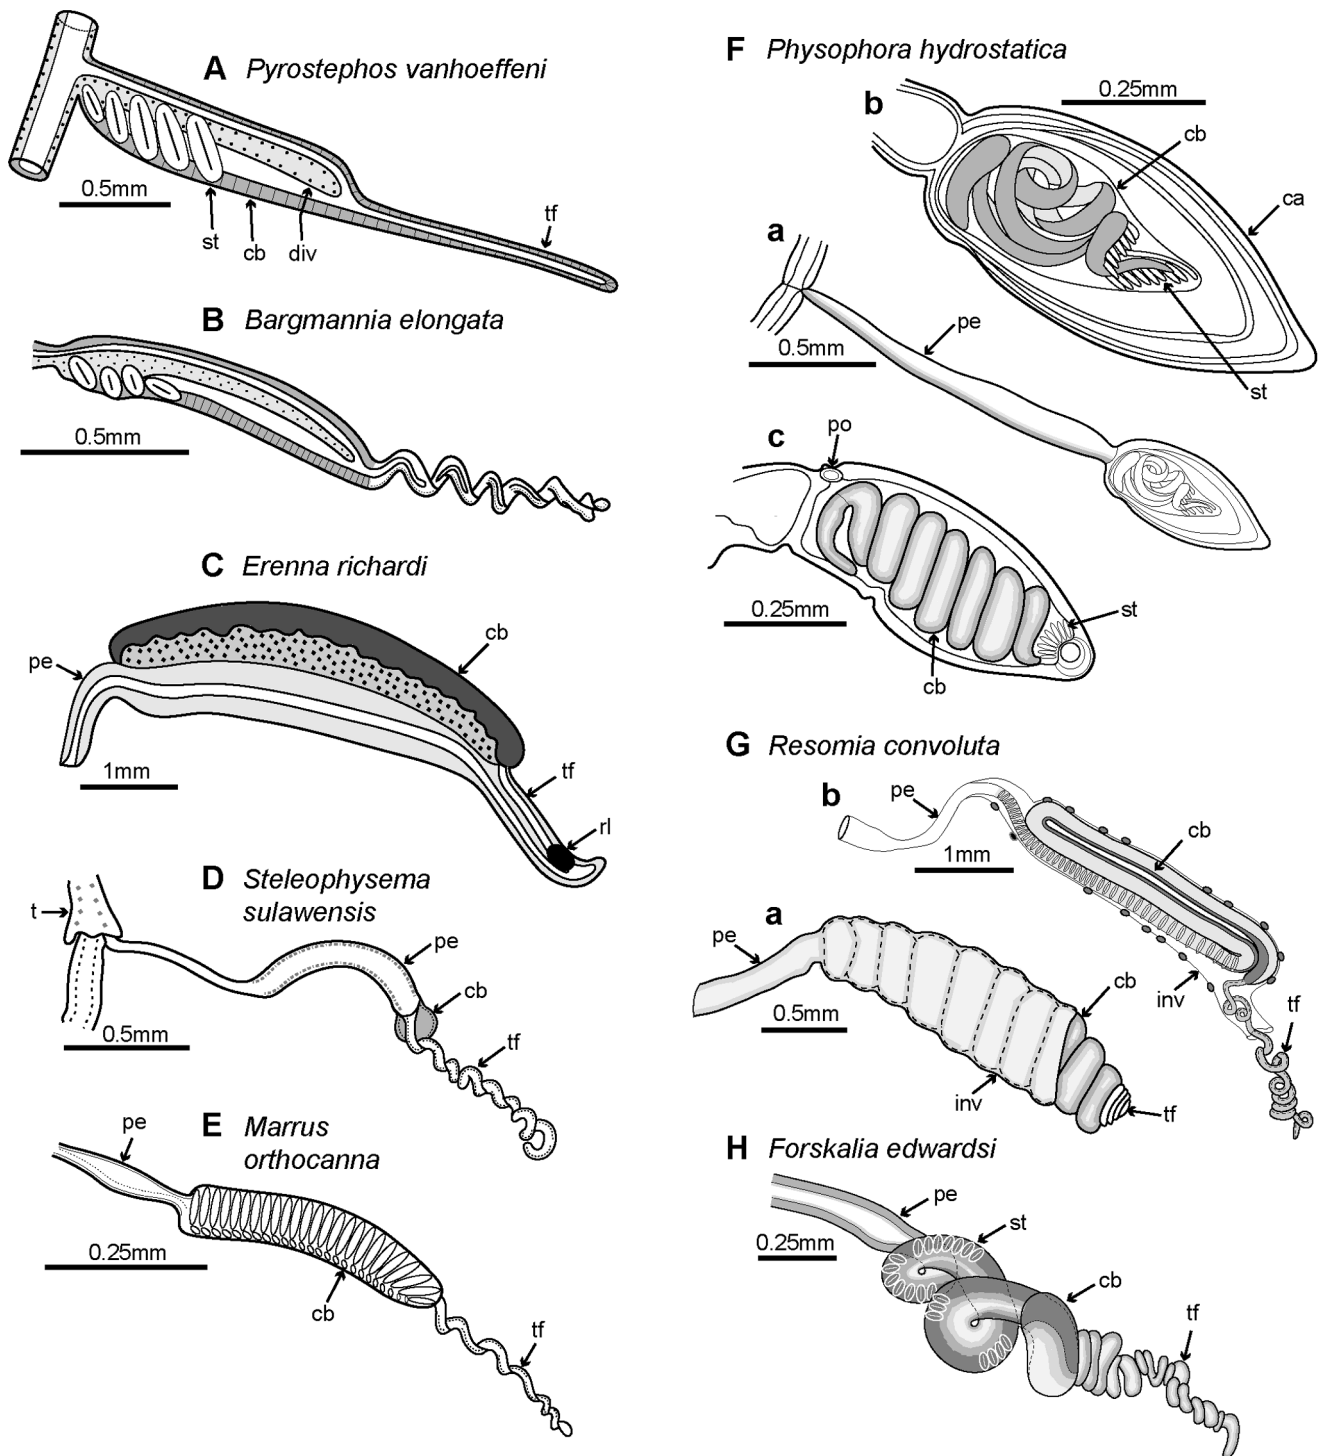 A Pyrostephos vanhoeffeni
0.5mm
st
cb
div
tf
B Bargmannia elongata
0.5mm
C Erenna richardi
pe
cb
1mm
tf
rl
D Steleophysema
sulawensis
t
pe
cb
0.5mm
tf
E Marrus
orthocanna
pe
0.25mm
cb
tf
F Physophora hydrostatica
b
0.25mm
cb
ca
a
pe
0.5mm
st
c
po
0.25mm
st
cb
G Resomia convoluta
b
pe
cb
1mm
a
pe
cb
inv
tf
0.5mm
inv
tf
H Forskalia edwardsi
pe
st
0.25mm
cb
tf